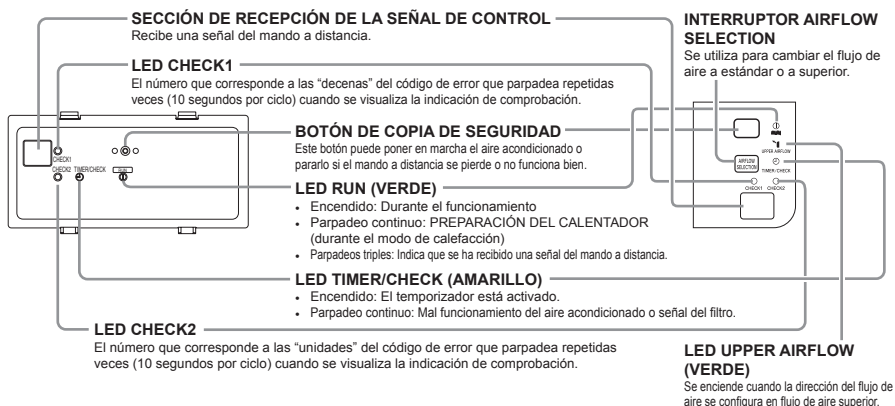 SECCIÓN DE RECEPCIÓN DE LA SEÑAL DE CONTROL
Recibe una señal del mando a distancia.
LED CHECK1
El número que corresponde a las “decenas” del código de error que parpadea repetidas
veces (10 segundos por ciclo) cuando se visualiza la indicación de comprobación.
BOTÓN DE COPIA DE SEGURIDAD
Este botón puede poner en marcha el aire acondicionado o
pararlo si el mando a distancia se pierde o no funciona bien.
LED RUN (VERDE)
• Encendido: Durante el funcionamiento
• Parpadeo continuo: PREPARACIÓN DEL CALENTADOR
(durante el modo de calefacción)
• Parpadeos triples: Indica que se ha recibido una señal del mando a distancia.
LED TIMER/CHECK (AMARILLO)
• Encendido: El temporizador está activado.
• Parpadeo continuo: Mal funcionamiento del aire acondicionado o señal del filtro.
LED CHECK2
El número que corresponde a las “unidades” del código de error que parpadea repetidas
veces (10 segundos por ciclo) cuando se visualiza la indicación de comprobación.
INTERRUPTOR AIRFLOW
SELECTION
Se utiliza para cambiar el flujo de
aire a estándar o a superior.
LED UPPER AIRFLOW
(VERDE)
Se enciende cuando la dirección del flujo de
aire se configura en flujo de aire superior.
CHECK1
CHECK2 TIMER/CHECK
UPPER AIRFLOW
AIRFLOW
SELECTION
TIMER/CHECK
CHECK1 CHECK2